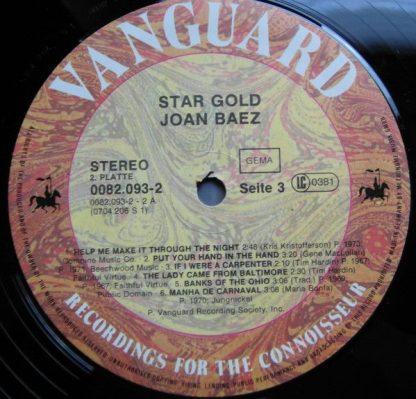 VANGUARD
STAR GOLD
JOAN BAEZ
STEREO
2. PLATTE
0082.093-2
0082.093-2 - 2 A
(0704 206 S 1)
GEMA
Seite 3
LC 0381
1. HELP ME MAKE IT THROUGH THE NIGHT 2:48 (Kris Kristofferson) P. 1973,
Music Co. - 2. PUT YOUR HAND IN THE HAND 3:20 (Gene MacLellan)
P. 1971, Beechwood Music - 3. IF I WERE A CARPENTER 2:10 (Tim Hardin) P. 1967,
Faithful Virtue - 4. THE LADY CAME FROM BALTIMORE 2:30 (Tim Hardin)
P. 1967, Faithful Virtue - 5. BANKS OF THE OHIO 3:06 (Trad.) P. 1969,
Public Domain - 6. MANHA DE CARNAVAL 3:06 (Maria Bonfa)
P. 1970, Jungnickel
P. Vanguard Recording Society, Inc.
RECORDINGS FOR THE CONNOISSEUR